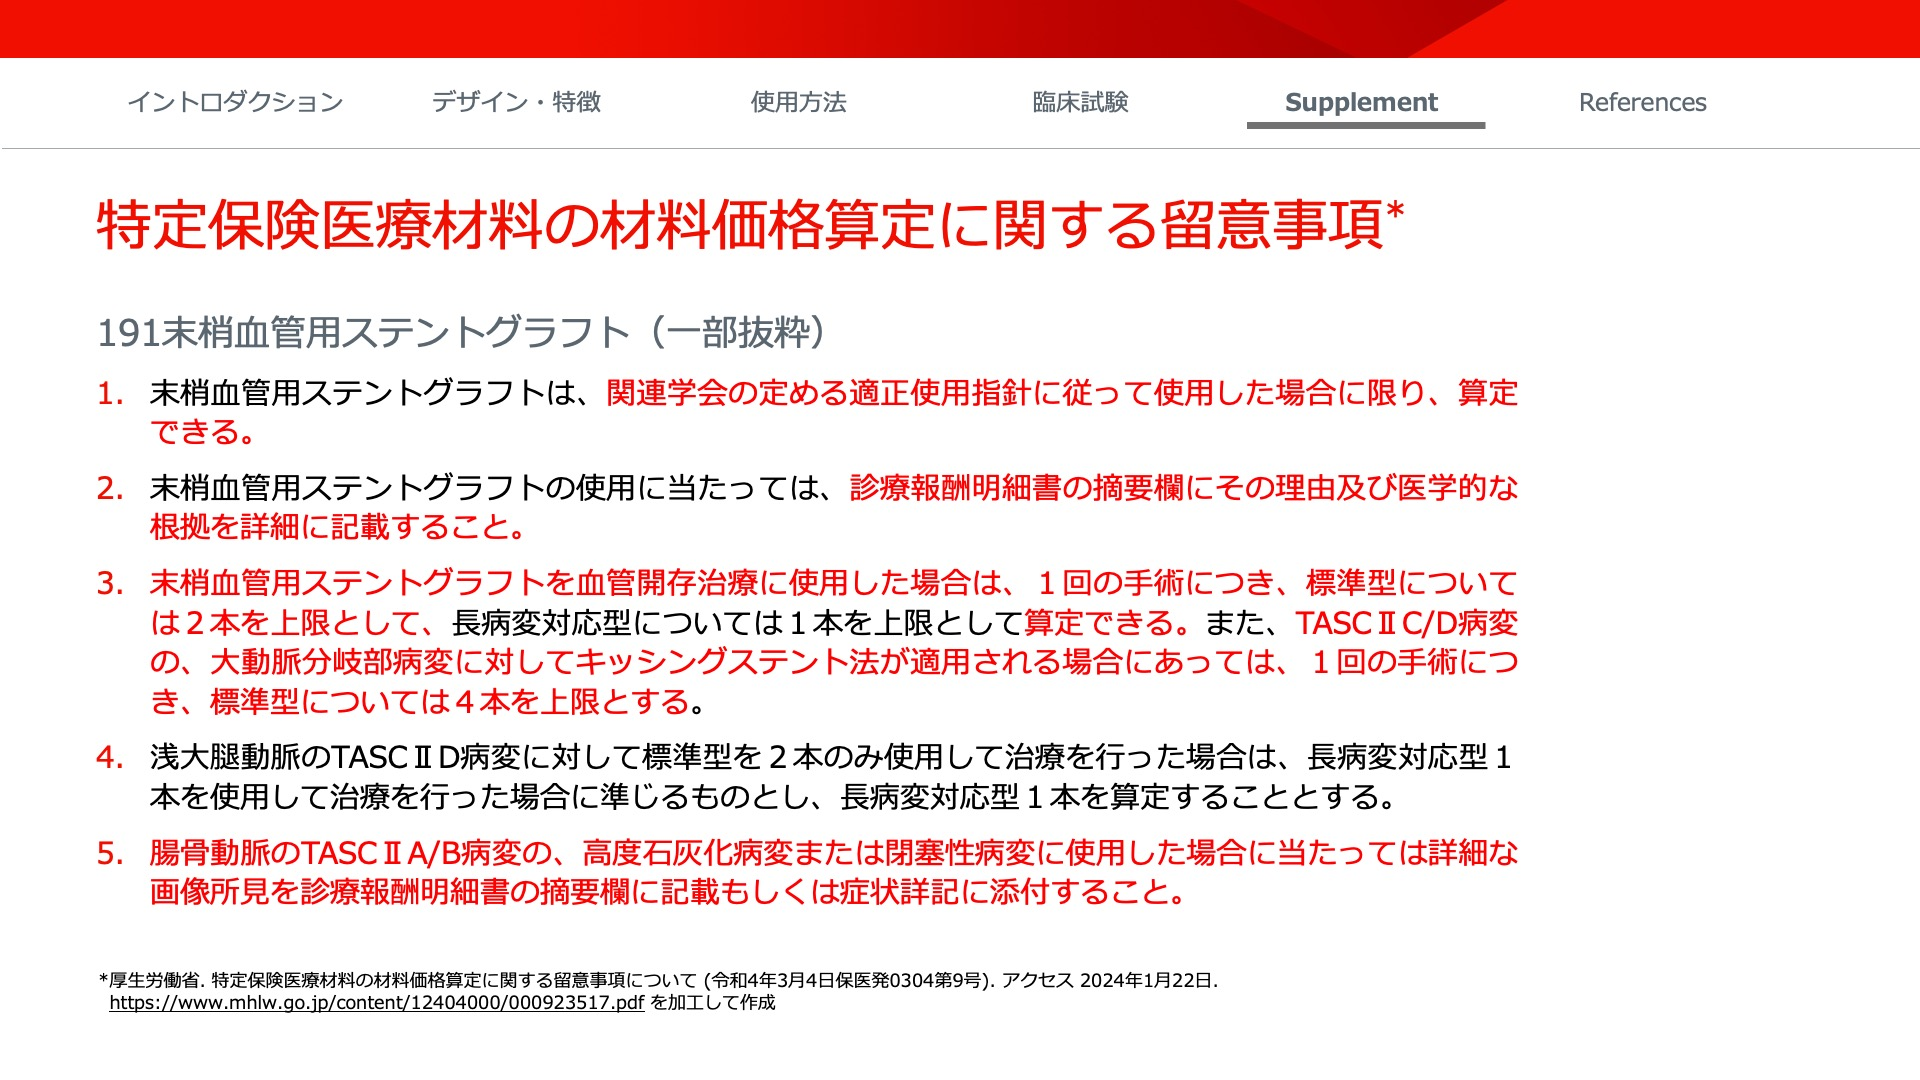 イントロダクション
デザイン・特徴
使用方法
臨床試験
Supplement
References
特定保険医療材料の材料価格算定に関する留意事項*
191末梢血管用ステントグラフト（一部抜粋）
1. 末梢血管用ステントグラフトは、関連学会の定める適正使用指針に従って使用した場合に限り、算定
できる。
2. 末梢血管用ステントグラフトの使用に当たっては、診療報酬明細書の摘要欄にその理由及び医学的な
根拠を詳細に記載すること。
3. 末梢血管用ステントグラフトを血管開存治療に使用した場合は、１回の手術につき、標準型について
は２本を上限として、長病変対応型については１本を上限として算定できる。また、TASCⅡC/D病変
の、大動脈分岐部病変に対してキッシングステント法が適用される場合にあっては、１回の手術につ
き、標準型については４本を上限とする。
4. 浅大腿動脈のTASCⅡD病変に対して標準型を２本のみ使用して治療を行った場合は、長病変対応型１
本を使用して治療を行った場合に準じるものとし、長病変対応型１本を算定することとする。
5. 腸骨動脈のTASCⅡA/B病変の、高度石灰化病変または閉塞性病変に使用した場合に当たっては詳細な
画像所見を診療報酬明細書の摘要欄に記載もしくは症状詳記に添付すること。
*厚生労働省. 特定保険医療材料の材料価格算定に関する留意事項について (令和4年3月4日保医発0304第9号). アクセス 2024年1月22日.
https://www.mhlw.go.jp/content/12404000/000923517.pdf を加工して作成